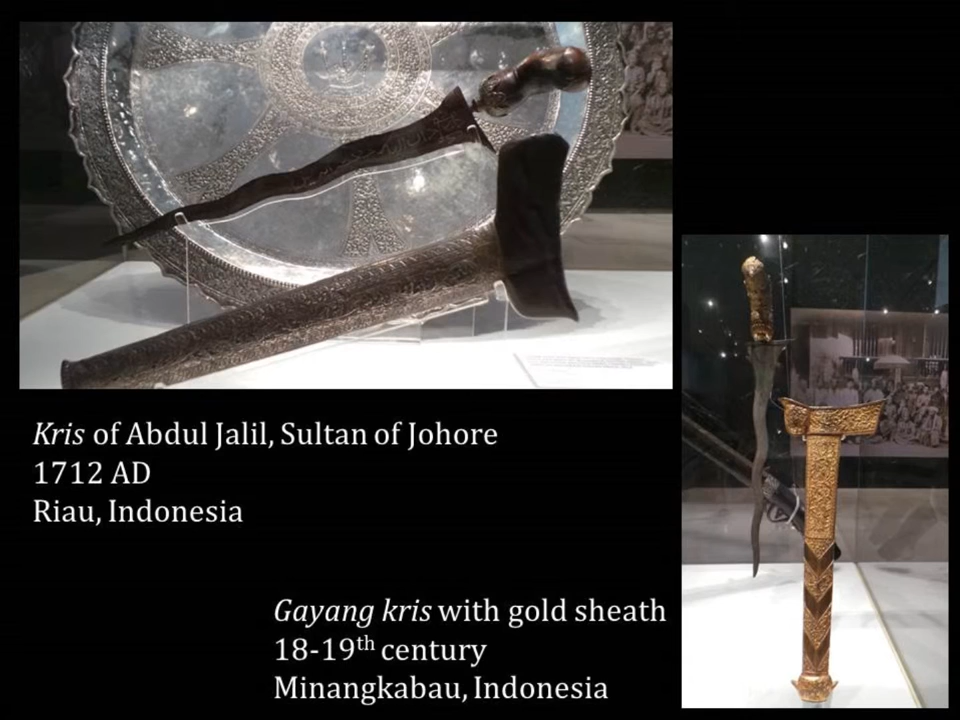 Kris of Abdul Jalil, Sultan of Johore
1712 AD
Riau, Indonesia
Gayang kris with gold sheath
18-19th century
Minangkabau, Indonesia